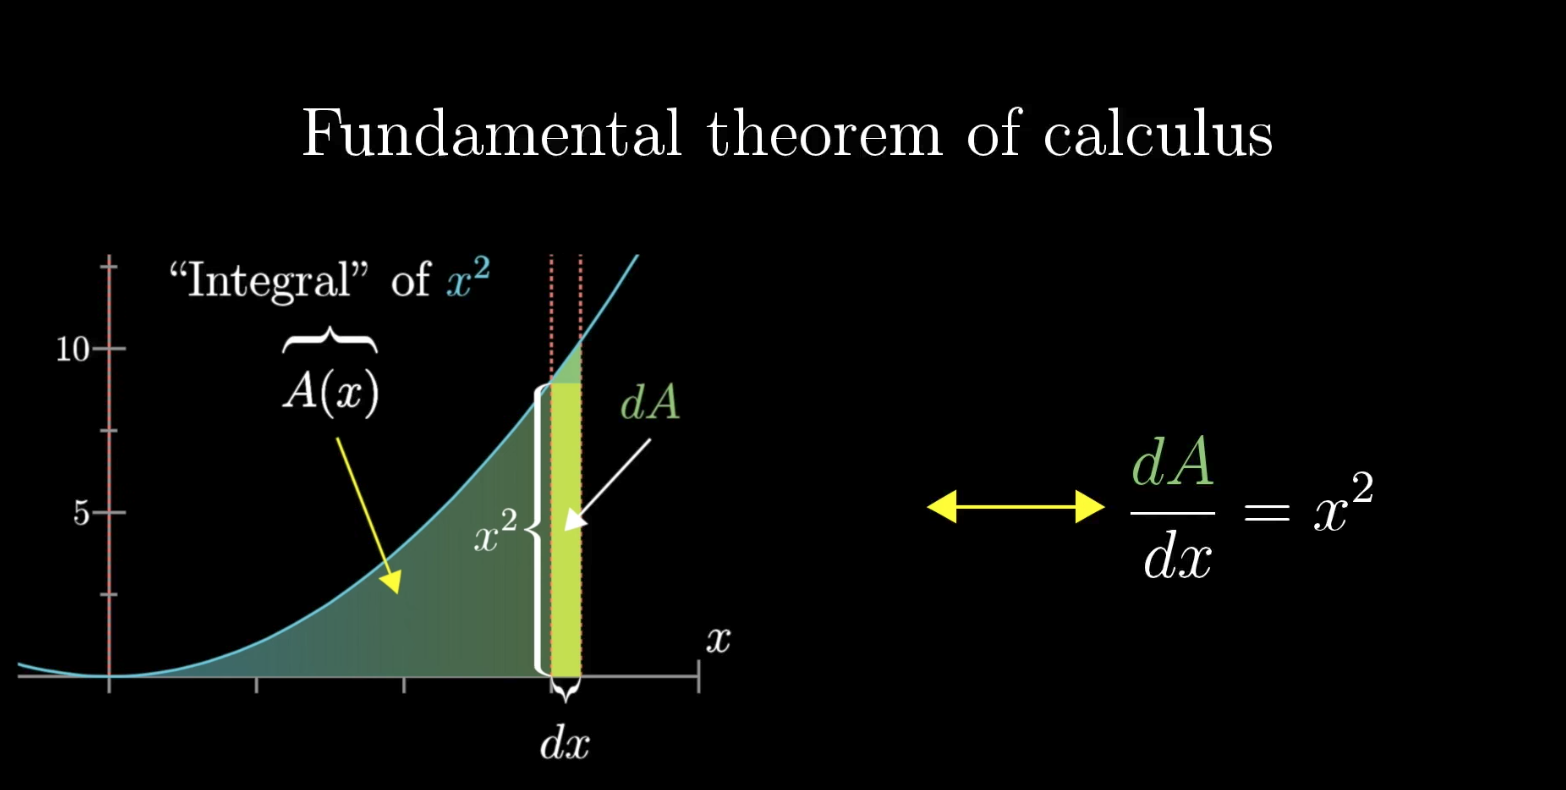 Fundamental theorem of calculus
“Integral” of x²
A(x)
10
dA
5
x²
dA/dx = x²
x
dx